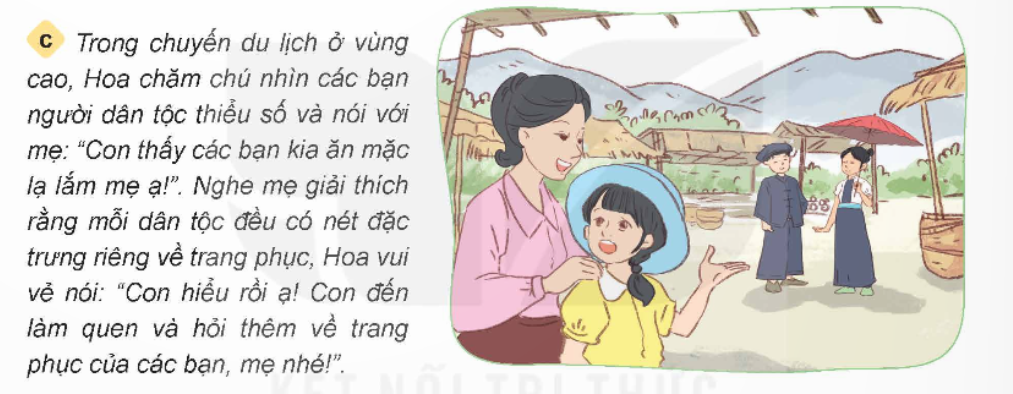 C Trong chuyến du lịch ở vùng
cao, Hoa chăm chú nhìn các bạn
người dân tộc thiểu số và nói với
mẹ: “Con thấy các bạn kia ăn mặc
lạ lắm mẹ ạ!”. Nghe mẹ giải thích
rằng mỗi dân tộc đều có nét đặc
trưng riêng về trang phục, Hoa vui
vẻ nói: “Con hiểu rồi ạ! Con đến
làm quen và hỏi thêm về trang
phục của các bạn, mẹ nhé!”.
KẾT NỐI TRI THỨC